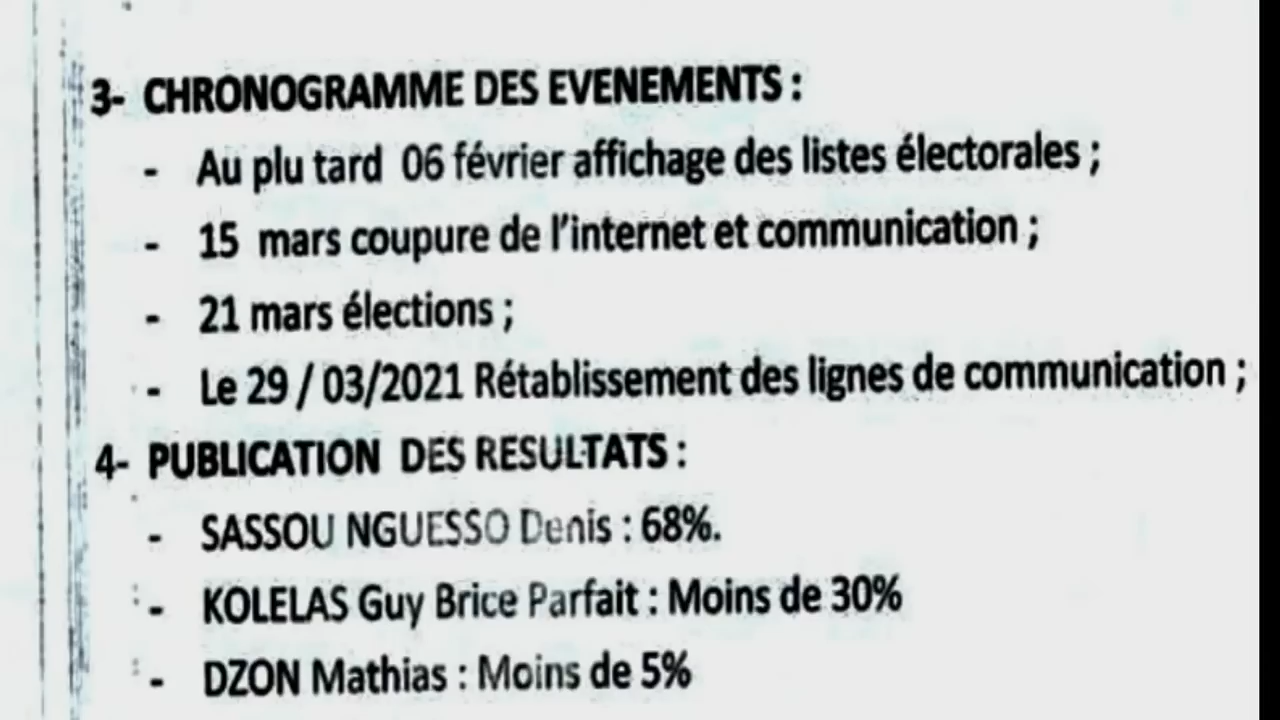 3- CHRONOGRAMME DES EVENEMENTS :
- Au plu tard 06 février affichage des listes électorales ;
- 15 mars coupure de l'internet et communication ;
- 21 mars élections ;
- Le 29 / 03/2021 Rétablissement des lignes de communication ;
4- PUBLICATION DES RESULTATS :
- SASSOU NGUESSO Denis : 68%.
- KOLELAS Guy Brice Parfait : Moins de 30%
- DZON Mathias : Moins de 5%